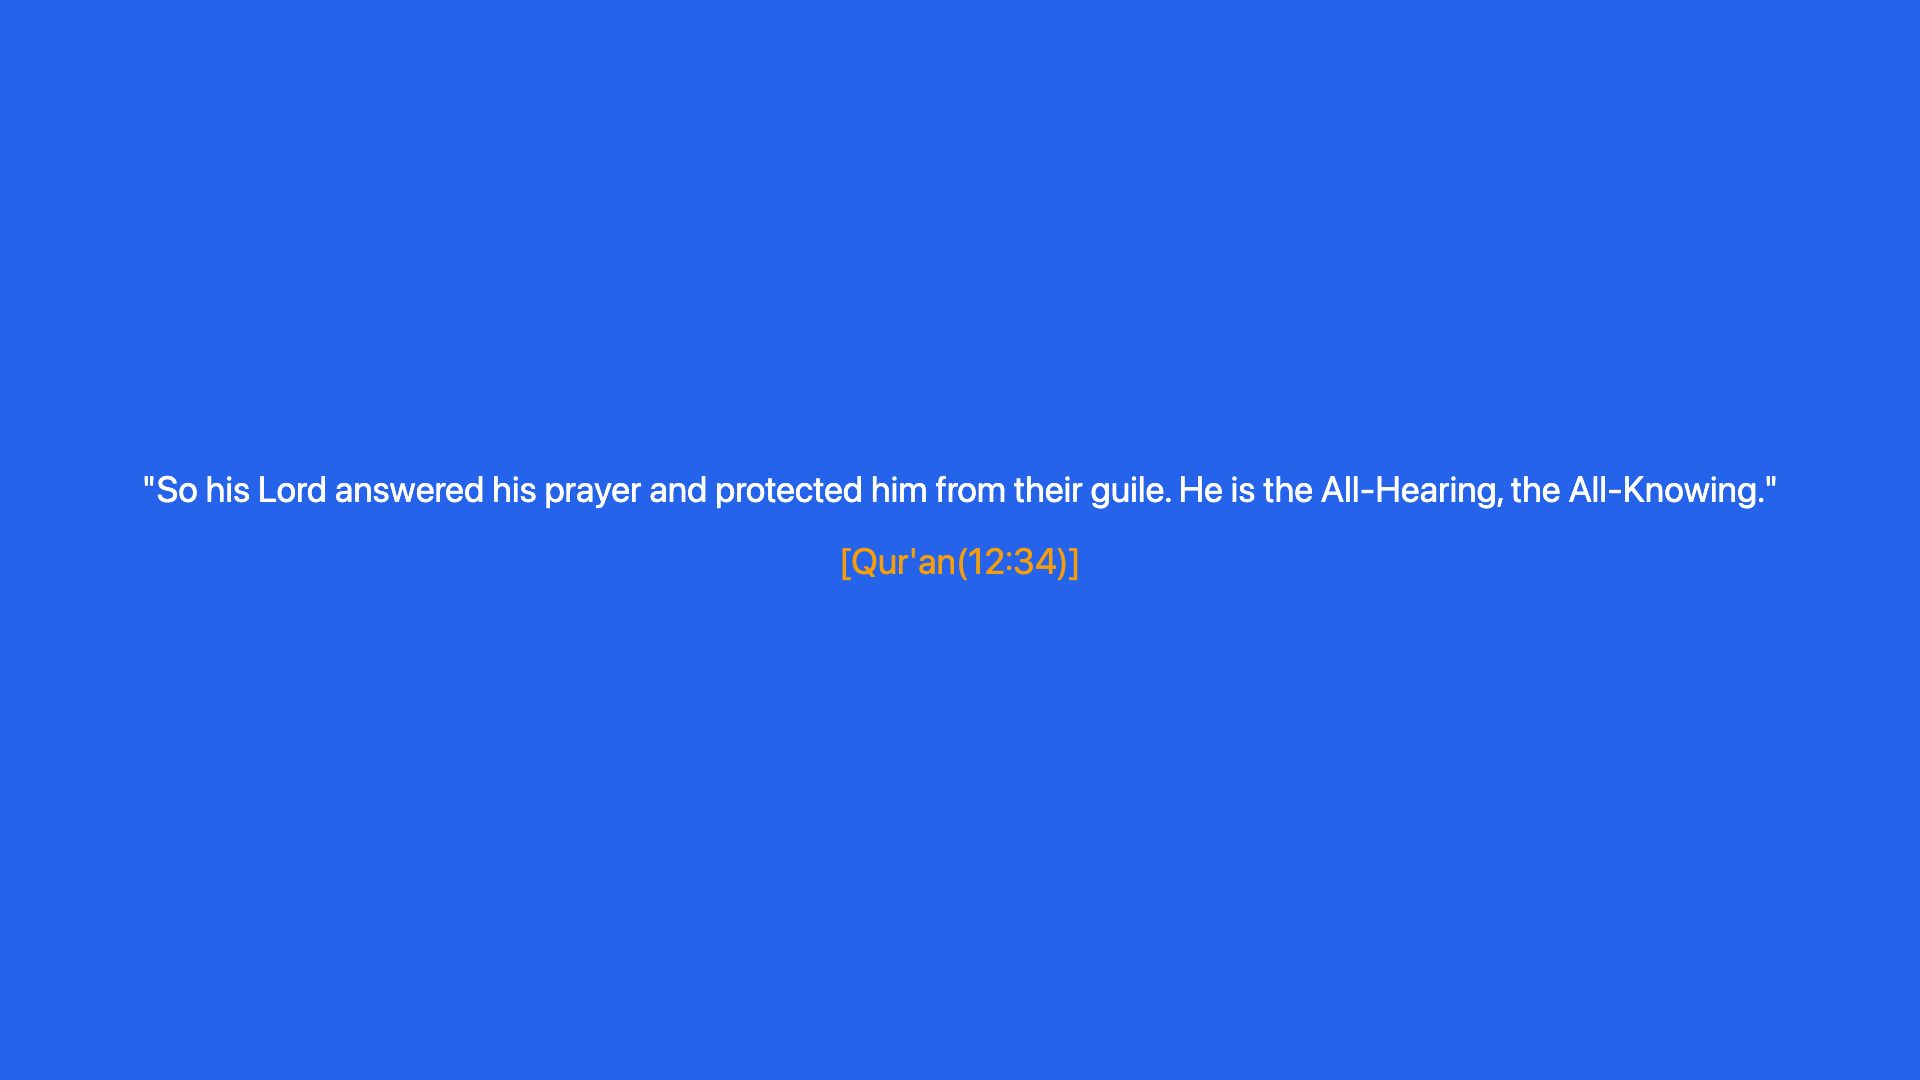 "So his Lord answered his prayer and protected him from their guile. He is the All-Hearing, the All-Knowing."
[Qur'an(12:34)]